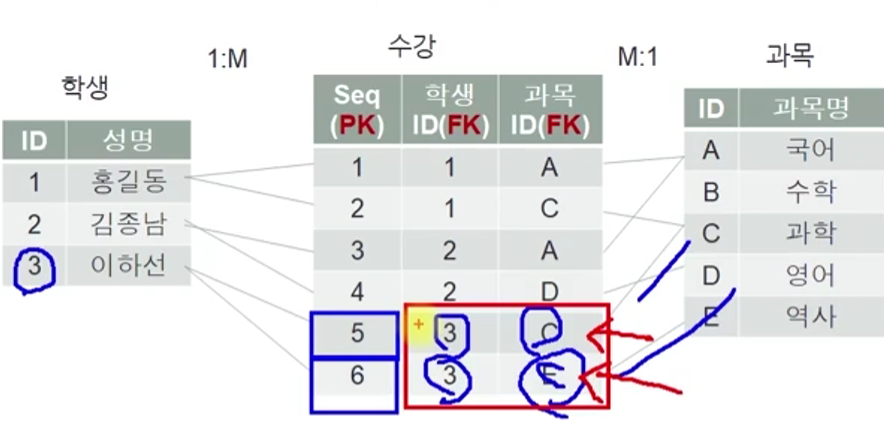 학생
ID 성명
1 홍길동
2 김종남
3 이하선
1:M
수강
Seq (PK) 학생 ID(FK) 과목 ID(FK)
1 1 A
2 1 C
3 2 A
4 2 D
5 3 C
6 3 E
M:1
과목
ID 과목명
A 국어
B 수학
C 과학
D 영어
E 역사